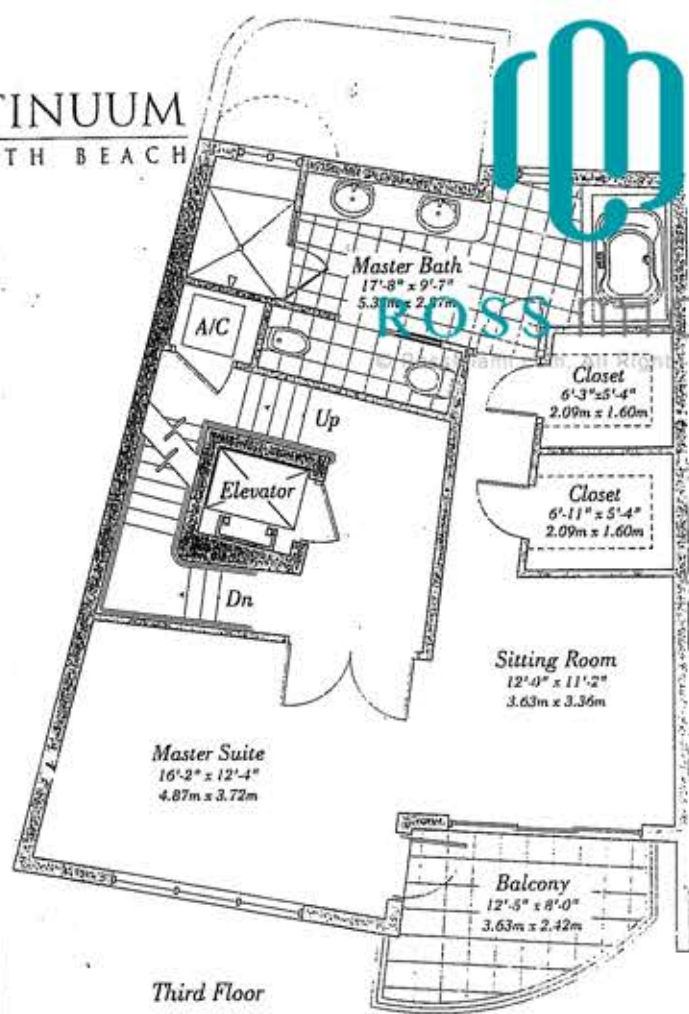 TINUUM
TH BEACH
Master Bath
17'-8" x 9'-7"
ROSS
A/C
Closet
6'-3"x5'-4"
2.09m x 1.60m
Up
Elevator
Closet
6'-11" x 5'-4"
2.09m x 1.60m
Dn
Sitting Room
12'-0" x 11'-2"
3.63m x 3.36m
Master Suite
16'-2" x 12'-4"
4.87m x 3.72m
Balcony
12'-5" x 8'-0"
3.63m x 2.42m
Third Floor